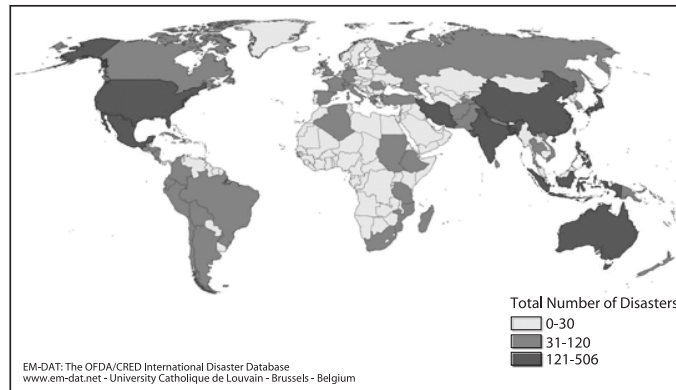 Total Number of Disasters
0-30
31-120
121-506
EM-DAT: The OFDA/CRED International Disaster Database
www.em-dat.net - University Catholique de Louvain - Brussels - Belgium